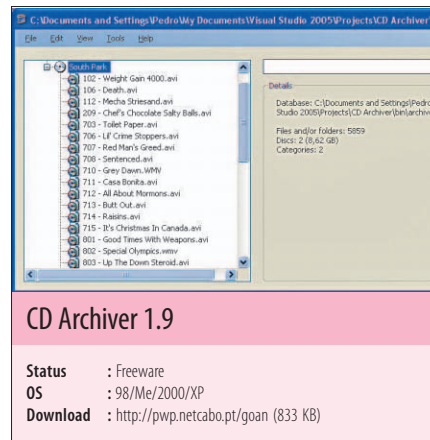 C:\Documents and Settings\Pedro\My Documents\Visual Studio 2005\Projects\CD Archiver\
File Edit View Tools Help
South Park
102 - Weight Gain 4000.avi
106 - Death.avi
112 - Mecha Streisand.avi
209 - Chef's Chocolate Salty Balls.avi
703 - Toilet Paper.avi
706 - Lil' Crime Stoppers.avi
707 - Red Man's Greed.avi
708 - Sentenced.avi
710 - Grey Dawn.WMV
711 - Casa Bonita.avi
712 - All About Mormons.avi
713 - Butt Out.avi
714 - Raisins.avi
715 - It's Christmas In Canada.avi
801 - Good Times With Weapons.avi
802 - Special Olympics.wmv
803 - Up The Down Steroid.avi
Details
Database: C:\Documents and Settings\Pedro
Studio 2005\Projects\CD Archiver\bin\archive
Files and/or folders: 5859
Discs: 2 (8,62 GB)
Categories: 2
CD Archiver 1.9
Status : Freeware
OS : 98/Me/2000/XP
Download : http://pwp.netcabo.pt/goan (833 KB)